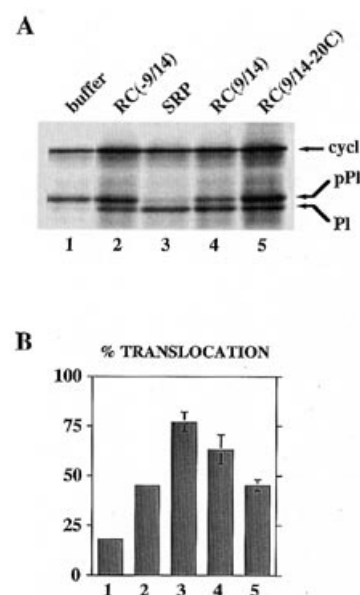 A
buffer
RC(-9/14)
SRP
RC(9/14)
RC(9/14-20C)
cycl
pPl
Pl
1 2 3 4 5
B
% TRANSLOCATION
100
75
50
25
0
1 2 3 4 5